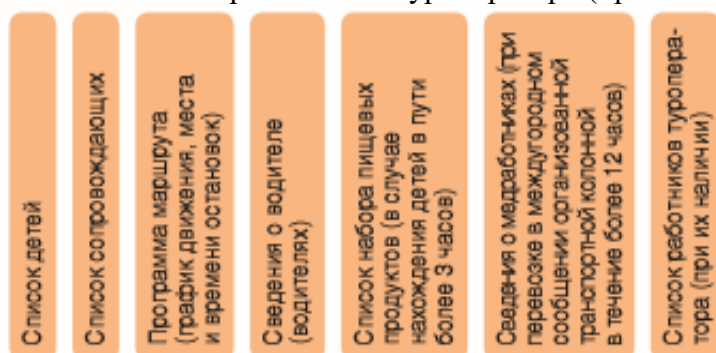 Список детей
Список сопровождающих
Программа маршрута
(график движения, места
и времени остановок)
Сведения о водителе
(водителях)
Список набора пищевых
продуктов (в случае
нахождения детей в пути
более 3 часов)
Сведения о медработниках (при
перевозке в междугородном
сообщении организованной
транспортной колонной
в течение более 12 часов)
Список работников туропера-
тора (при их наличии)